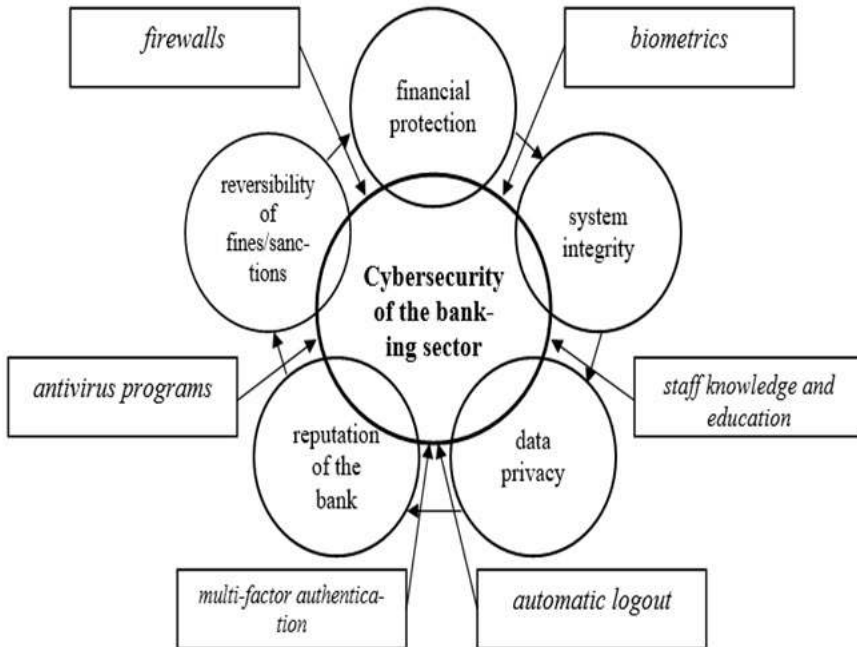 firewalls
biometrics
financial
protection
reversibility
of
fines/sanc-
tions
system
integrity
Cybersecurity
of the bank-
ing sector
antivirus programs
staff knowledge and
education
reputation
of the
bank
data
privacy
multi-factor authentica-
tion
automatic logout